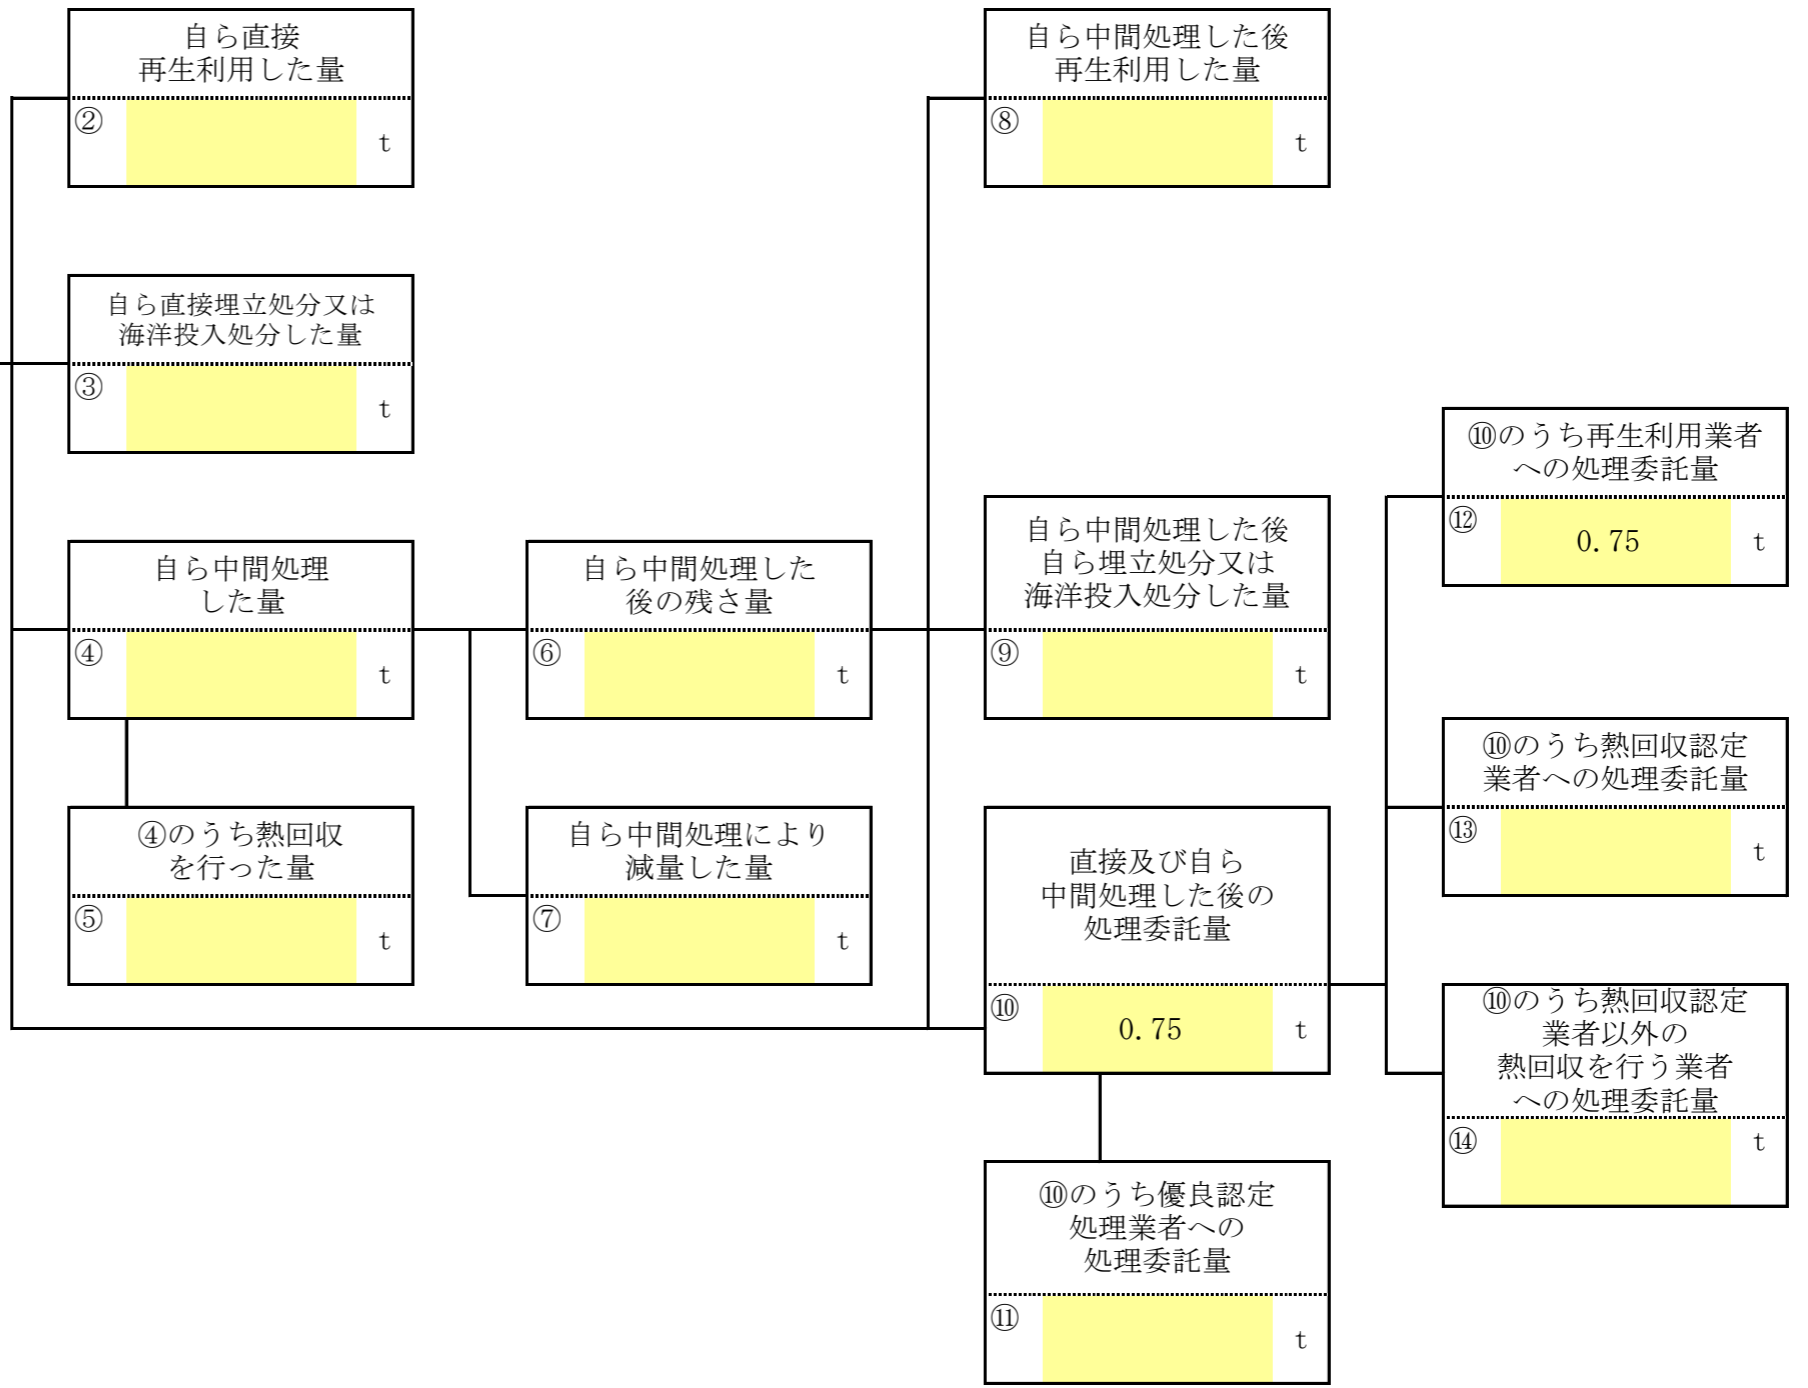 自ら直接
再生利用した量
②
t
自ら中間処理した後
再生利用した量
⑧
t
自ら直接埋立処分又は
海洋投入処分した量
③
t
⑩のうち再生利用業者
への処理委託量
⑫
0.75
t
自ら中間処理
した量
④
t
自ら中間処理した
後の残さ量
⑥
t
自ら中間処理した後
自ら埋立処分又は
海洋投入処分した量
⑨
t
⑩のうち熱回収認定
業者への処理委託量
⑬
t
④のうち熱回収
を行った量
⑤
t
自ら中間処理により
減量した量
⑦
t
直接及び自ら
中間処理した後の
処理委託量
⑩
0.75
t
⑩のうち熱回収認定
業者以外の
熱回収を行う業者
への処理委託量
⑭
t
⑩のうち優良認定
処理業者への
処理委託量
⑪
t